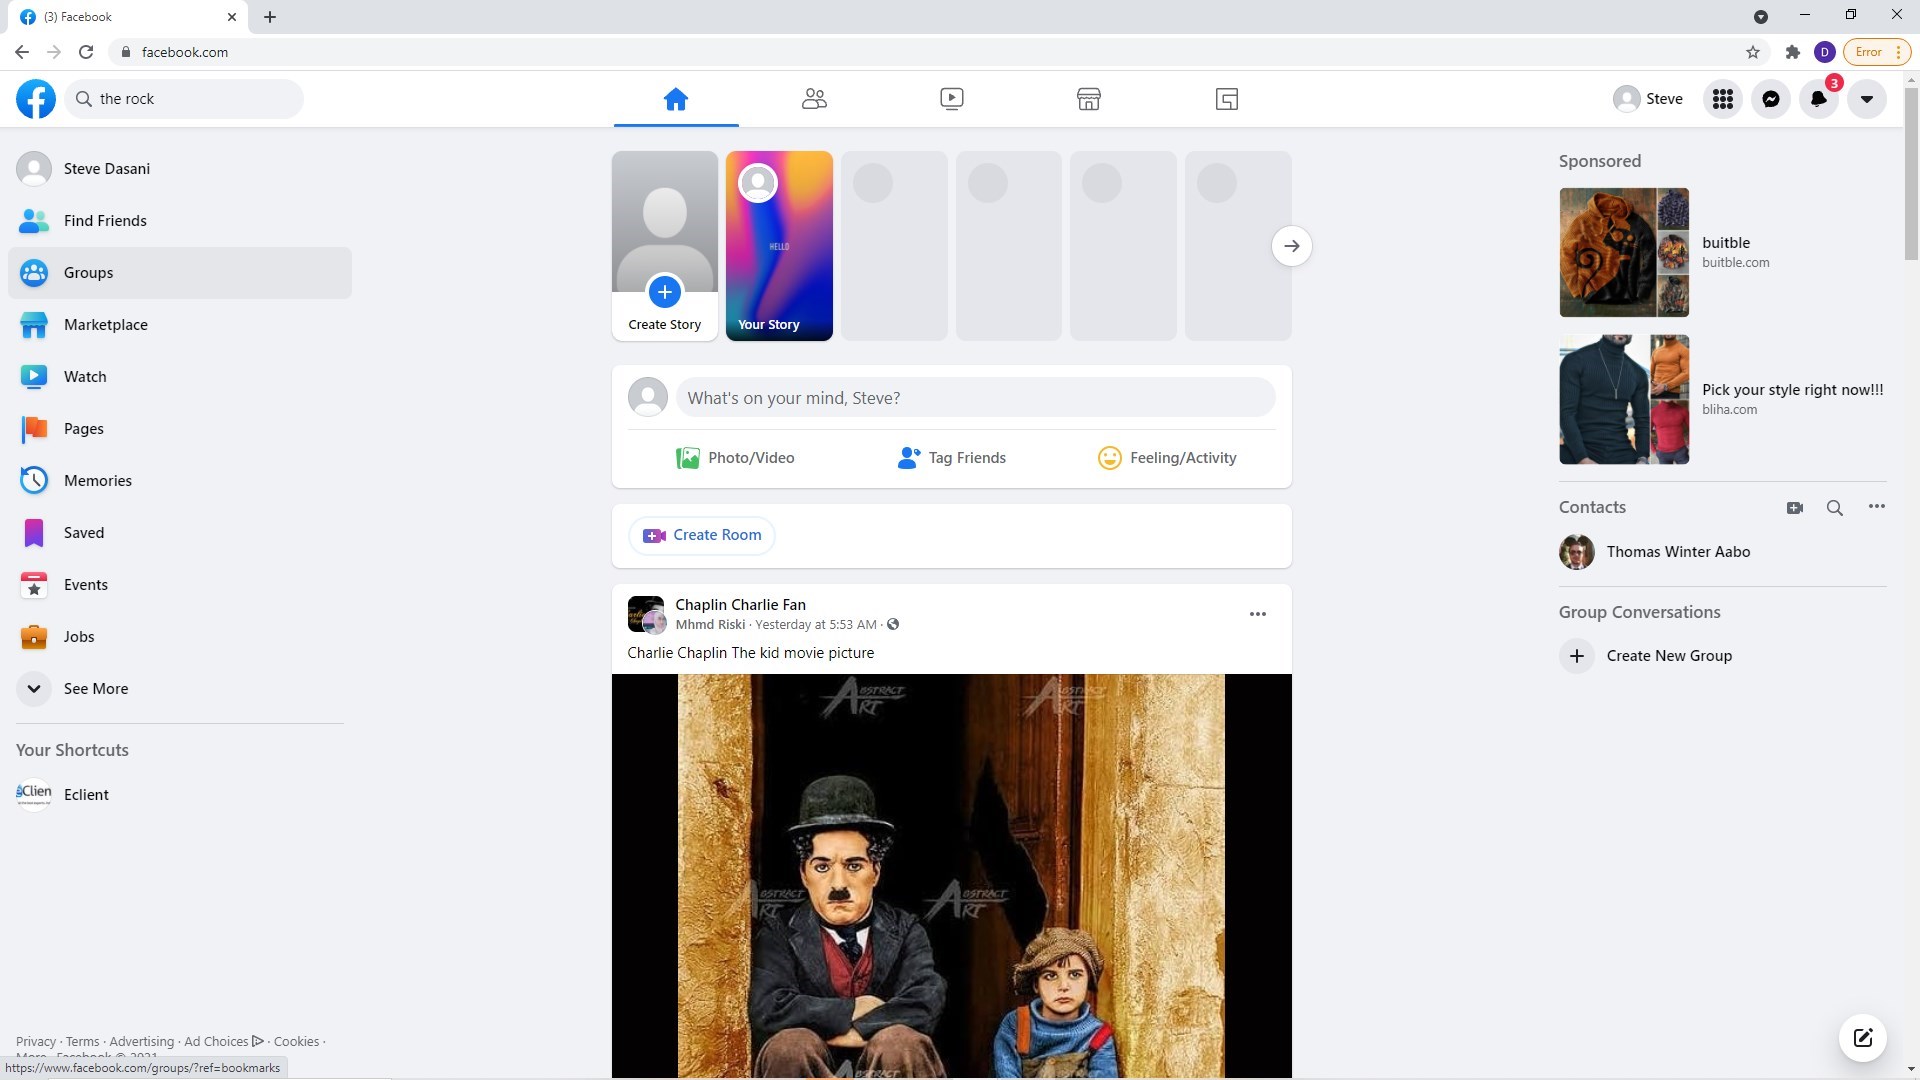 (3) Facebook
facebook.com
D
Error
the rock
Steve
3
Steve Dasani
Find Friends
Groups
Marketplace
Watch
Pages
Memories
Saved
Events
Jobs
See More
Your Shortcuts
Eclient
Privacy · Terms · Advertising · Ad Choices · Cookies ·
More · Facebook © 2021
https://www.facebook.com/groups/?ref=bookmarks
HELLO
Create Story
Your Story
What's on your mind, Steve?
Photo/Video
Tag Friends
Feeling/Activity
Create Room
Chaplin Charlie Fan
Mhmd Riski · Yesterday at 5:53 AM ·
Charlie Chaplin The kid movie picture
ABSTRACT ART
ABSTRACT ART
ABSTRACT ART
ABSTRACT ART
Sponsored
buitble
buitble.com
Pick your style right now!!!
bliha.com
Contacts
Thomas Winter Aabo
Group Conversations
Create New Group